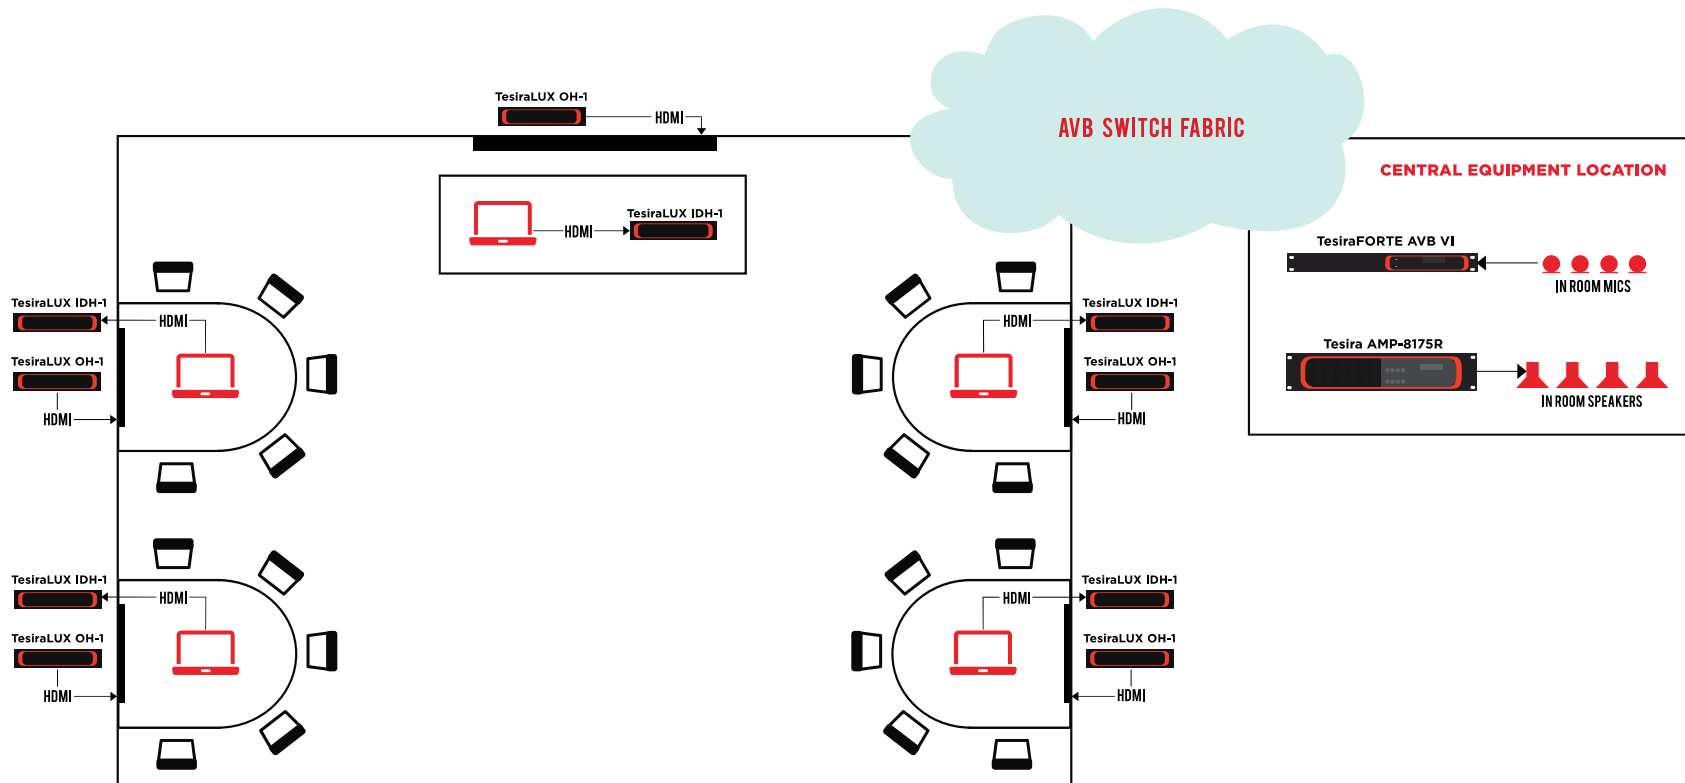 TesiraLUX OH-1
HDMI
AVB SWITCH FABRIC
CENTRAL EQUIPMENT LOCATION
TesiraLUX IDH-1
HDMI
TesiraFORTE AVB VI
IN ROOM MICS
Tesira AMP-8175R
IN ROOM SPEAKERS
TesiraLUX IDH-1
HDMI
TesiraLUX OH-1
HDMI
TesiraLUX IDH-1
HDMI
TesiraLUX OH-1
HDMI
TesiraLUX IDH-1
HDMI
TesiraLUX OH-1
HDMI
TesiraLUX IDH-1
HDMI
TesiraLUX OH-1
HDMI